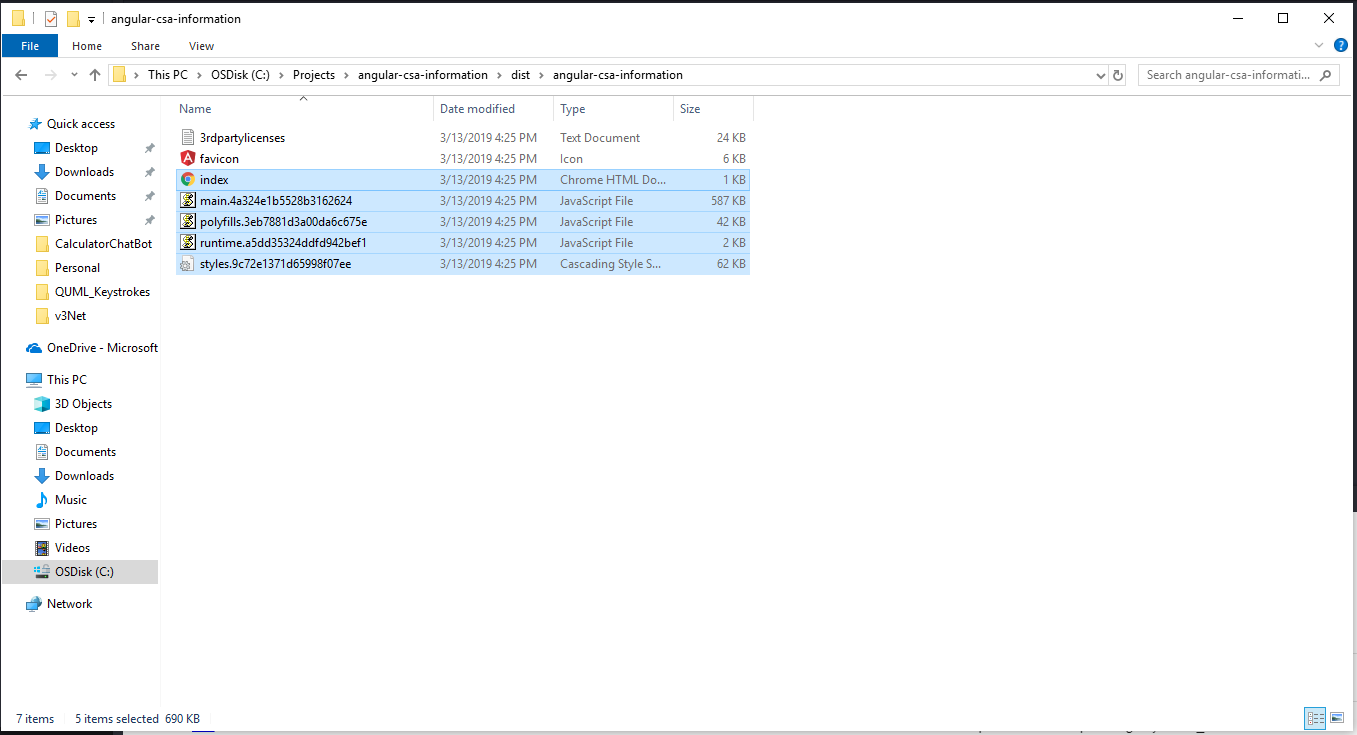 angular-csa-information
File Home Share View
This PC OSDisk (C:) Projects angular-csa-information dist angular-csa-information
Search angular-csa-informati...
Name Date modified Type Size
3rdpartylicenses 3/13/2019 4:25 PM Text Document 24 KB
favicon 3/13/2019 4:25 PM Icon 6 KB
index 3/13/2019 4:25 PM Chrome HTML Do... 1 KB
main.4a324e1b5528b3162624 3/13/2019 4:25 PM JavaScript File 587 KB
polyfills.3eb7881d3a00da6c675e 3/13/2019 4:25 PM JavaScript File 42 KB
runtime.a5dd35324ddfd942bef1 3/13/2019 4:25 PM JavaScript File 2 KB
styles.9c72e1371d65998f07ee 3/13/2019 4:25 PM Cascading Style S... 62 KB
Quick access
Desktop
Downloads
Documents
Pictures
CalculatorChatBot
Personal
QUML_Keystrokes
v3Net
OneDrive - Microsoft
This PC
3D Objects
Desktop
Documents
Downloads
Music
Pictures
Videos
OSDisk (C:)
Network
7 items 5 items selected 690 KB